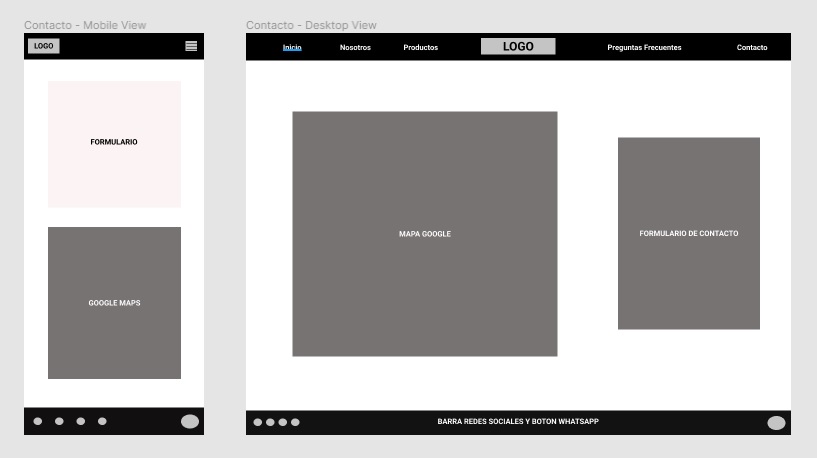 Contacto - Mobile View
LOGO
FORMULARIO
GOOGLE MAPS
Contacto - Desktop View
Inicio
Nosotros
Productos
LOGO
Preguntas Frecuentes
Contacto
MAPA GOOGLE
FORMULARIO DE CONTACTO
BARRA REDES SOCIALES Y BOTON WHATSAPP